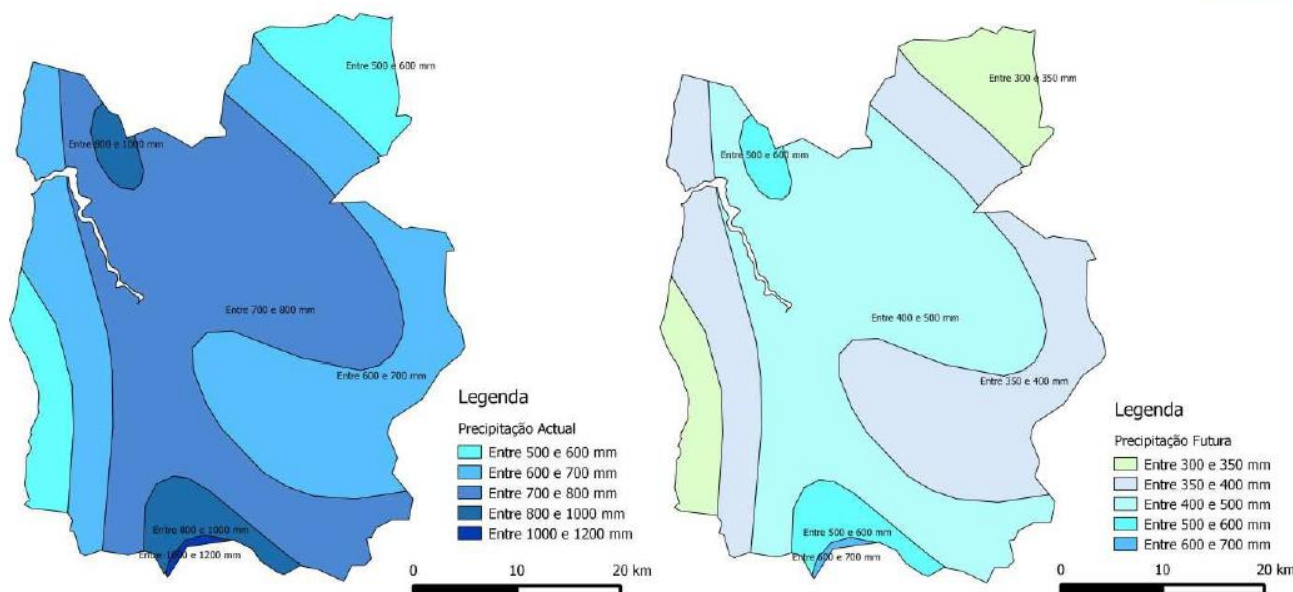 Entre 500 e 600 mm
Entre 800 e 1000 mm
Entre 700 e 800 mm
Entre 600 e 700 mm
Entre 800 e 1000 mm
Entre 1000 e 1200 mm
Legenda
Precipitação Actual
Entre 500 e 600 mm
Entre 600 e 700 mm
Entre 700 e 800 mm
Entre 800 e 1000 mm
Entre 1000 e 1200 mm
0 10 20 km
Entre 300 e 350 mm
Entre 500 e 600 mm
Entre 400 e 500 mm
Entre 350 e 400 mm
Entre 500 e 600 mm
Entre 600 e 700 mm
Legenda
Precipitação Futura
Entre 300 e 350 mm
Entre 350 e 400 mm
Entre 400 e 500 mm
Entre 500 e 600 mm
Entre 600 e 700 mm
0 10 20 km